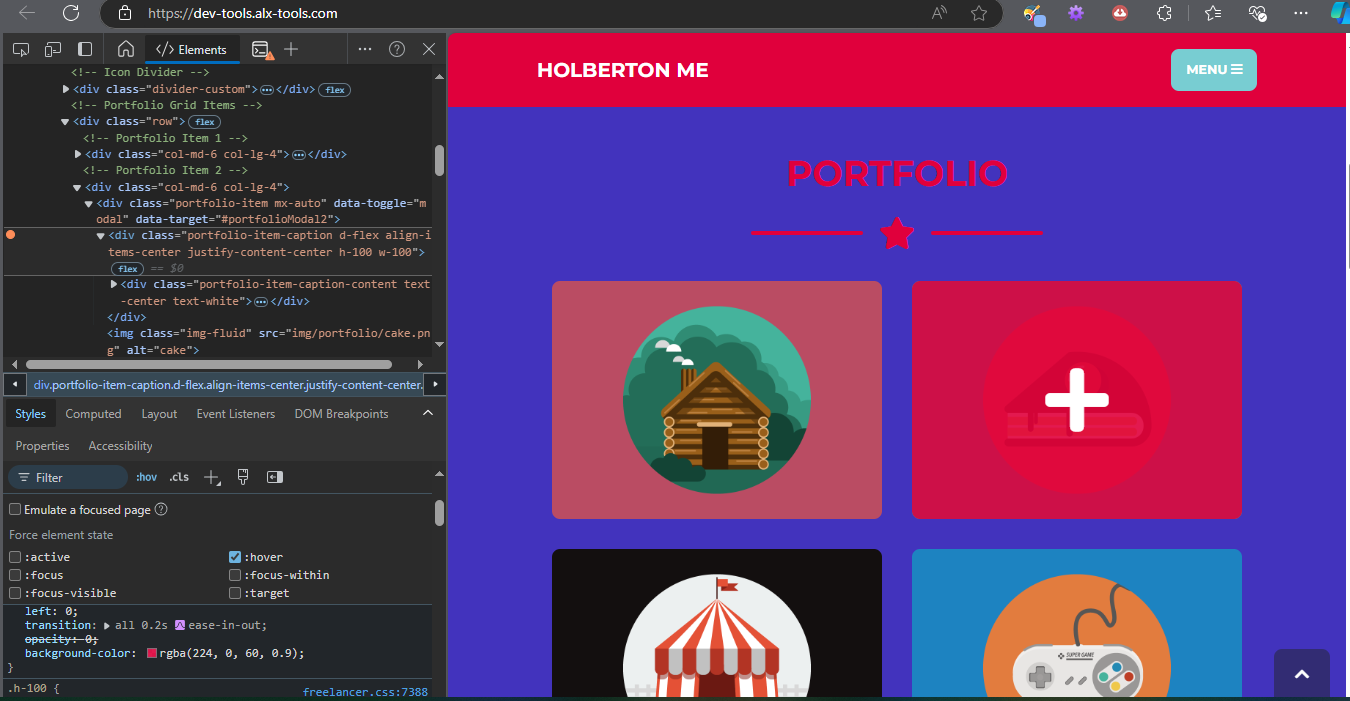 https://dev-tools.alx-tools.com
</> Elements
<!-- Icon Divider -->
<div class="divider-custom"> ••• </div> flex
<!-- Portfolio Grid Items -->
<div class="row"> flex
<!-- Portfolio Item 1 -->
<div class="col-md-6 col-lg-4"> ••• </div>
<!-- Portfolio Item 2 -->
<div class="col-md-6 col-lg-4">
<div class="portfolio-item mx-auto" data-toggle="m
odal" data-target="#portfolioModal2">
<div class="portfolio-item-caption d-flex align-i
tems-center justify-content-center h-100 w-100">
flex == $0
<div class="portfolio-item-caption-content text
-center text-white"> ••• </div>
</div>
<img class="img-fluid" src="img/portfolio/cake.pn
g" alt="cake">
div.portfolio-item-caption.d-flex.align-items-center.justify-content-center.
Styles Computed Layout Event Listeners DOM Breakpoints
Properties Accessibility
Filter :hov .cls
Emulate a focused page
Force element state
:active :hover
:focus :focus-within
:focus-visible :target
left: 0;
transition: all 0.2s ease-in-out;
opacity: 0;
background-color: rgba(224, 0, 60, 0.9);
}
.h-100 { freelancer.css:7388
HOLBERTON ME
MENU
PORTFOLIO
SUPER GAME